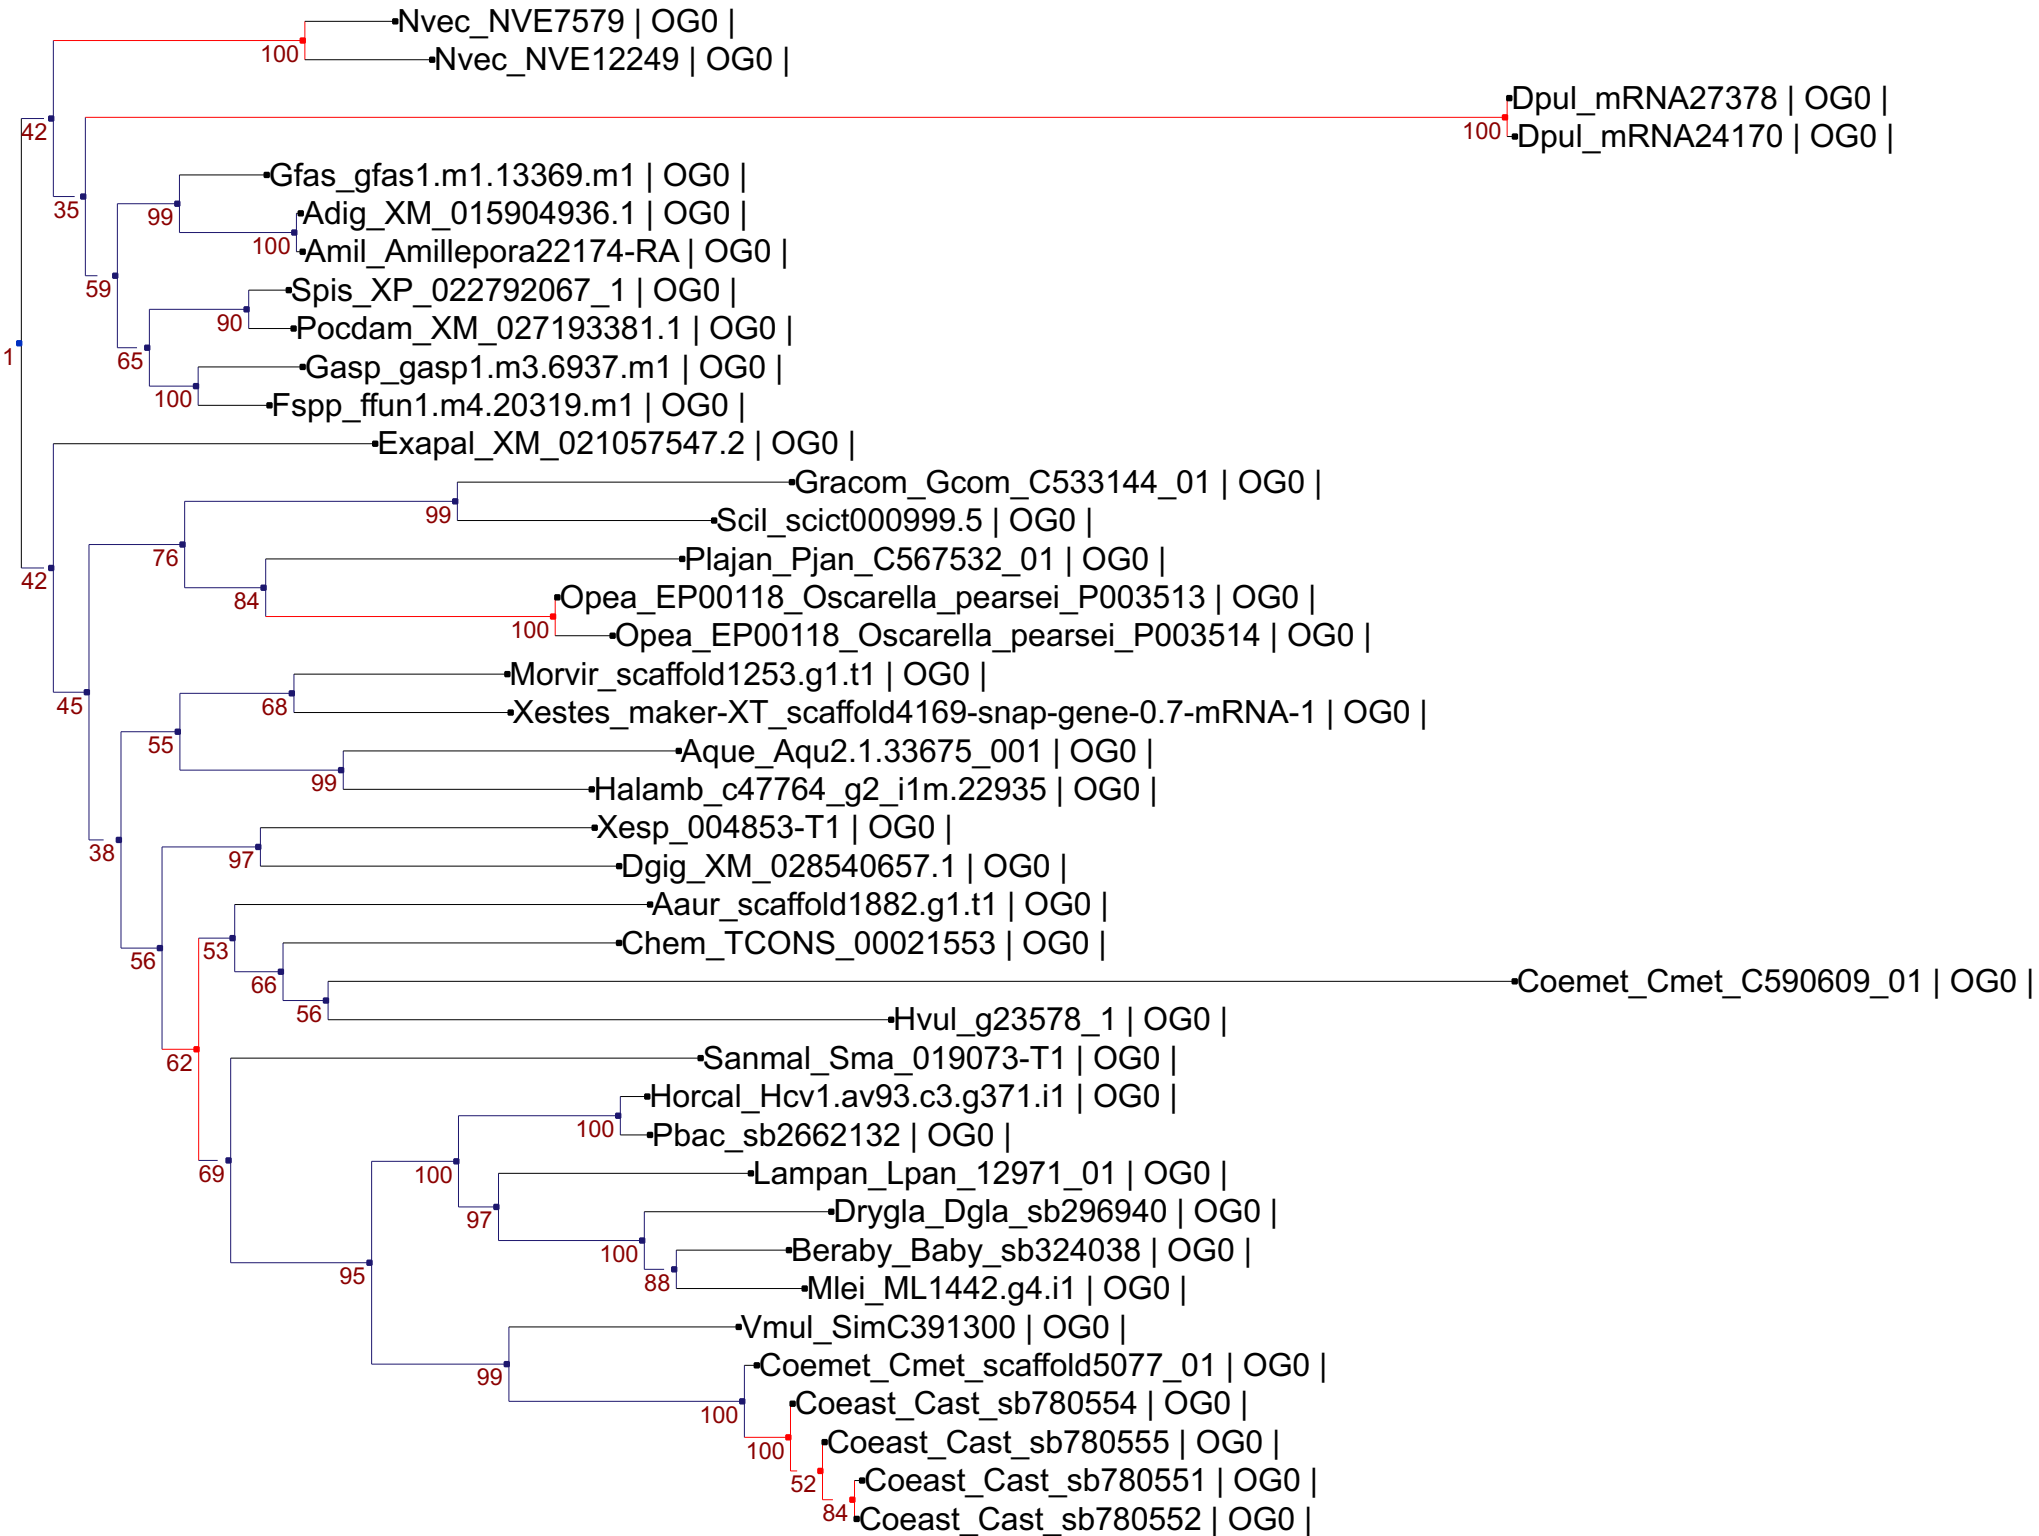 Nvec_NVE7579 | OG0 |
100
Nvec_NVE12249 | OG0 |
Dpul_mRNA27378 | OG0 |
42
100
Dpul_mRNA24170 | OG0 |
Gfas_gfas1.m1.13369.m1 | OG0 |
35
99
Adig_XM_015904936.1 | OG0 |
100
Amil_Amillepora22174-RA | OG0 |
59
Spis_XP_022792067_1 | OG0 |
90
Pocdam_XM_027193381.1 | OG0 |
1
65
Gasp_gasp1.m3.6937.m1 | OG0 |
100
Fspp_ffun1.m4.20319.m1 | OG0 |
Exapal_XM_021057547.2 | OG0 |
Gracom_Gcom_C533144_01 | OG0 |
99
Scil_scict000999.5 | OG0 |
76
Plajan_Pjan_C567532_01 | OG0 |
42
84
Opea_EP00118_Oscarella_pearsei_P003513 | OG0 |
100
Opea_EP00118_Oscarella_pearsei_P003514 | OG0 |
Morvir_scaffold1253.g1.t1 | OG0 |
45
68
Xestes_maker-XT_scaffold4169-snap-gene-0.7-mRNA-1 | OG0 |
55
Aque_Aqu2.1.33675_001 | OG0 |
99
Halamb_c47764_g2_i1m.22935 | OG0 |
Xesp_004853-T1 | OG0 |
38
97
Dgig_XM_028540657.1 | OG0 |
Aaur_scaffold1882.g1.t1 | OG0 |
53
Chem_TCONS_00021553 | OG0 |
56
66
Coemet_Cmet_C590609_01 | OG0 |
56
Hvul_g23578_1 | OG0 |
62
Sanmal_Sma_019073-T1 | OG0 |
Horcal_Hcv1.av93.c3.g371.i1 | OG0 |
100
Pbac_sb2662132 | OG0 |
69
100
Lampan_Lpan_12971_01 | OG0 |
97
Drygla_Dgla_sb296940 | OG0 |
100
Beraby_Baby_sb324038 | OG0 |
95
88
Mlei_ML1442.g4.i1 | OG0 |
Vmul_SimC391300 | OG0 |
99
Coemet_Cmet_scaffold5077_01 | OG0 |
100
Coeast_Cast_sb780554 | OG0 |
100
Coeast_Cast_sb780555 | OG0 |
52
Coeast_Cast_sb780551 | OG0 |
84
Coeast_Cast_sb780552 | OG0 |